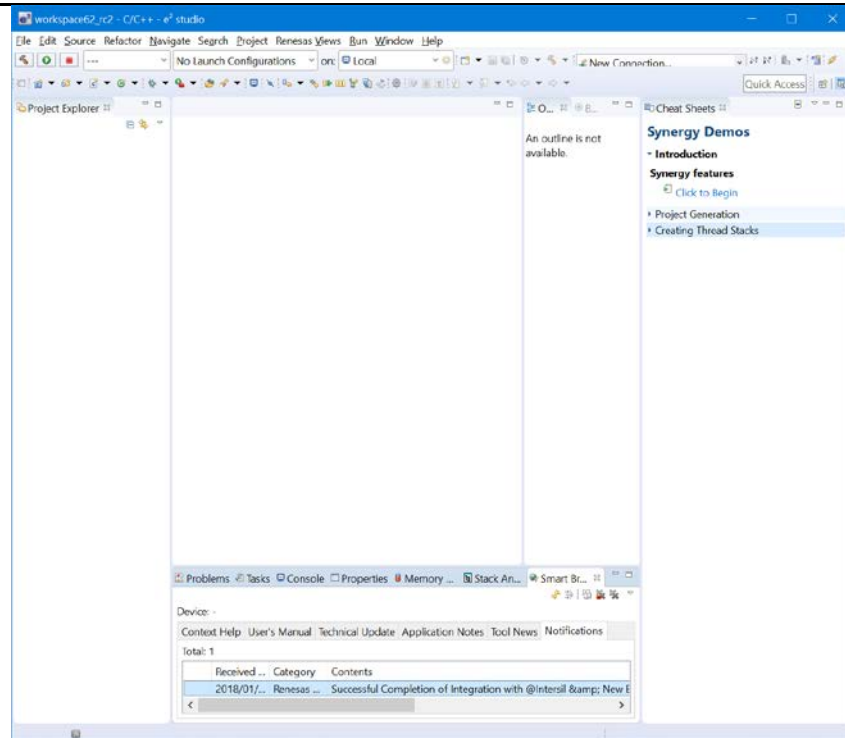 workspace62_rc2 - C/C++ - e² studio
File Edit Source Refactor Navigate Search Project Renesas Views Run Window Help
--- No Launch Configurations on: Local New Connection...
Quick Access
Project Explorer
O... B...
Cheat Sheets
An outline is not
available.
Synergy Demos
Introduction
Synergy features
Click to Begin
Project Generation
Creating Thread Stacks
Problems Tasks Console Properties Memory ... Stack An... Smart Br...
Device: -
Context Help User's Manual Technical Update Application Notes Tool News Notifications
Total: 1
Received ... Category Contents
2018/01/... Renesas ... Successful Completion of Integration with @Intersil &amp; New E